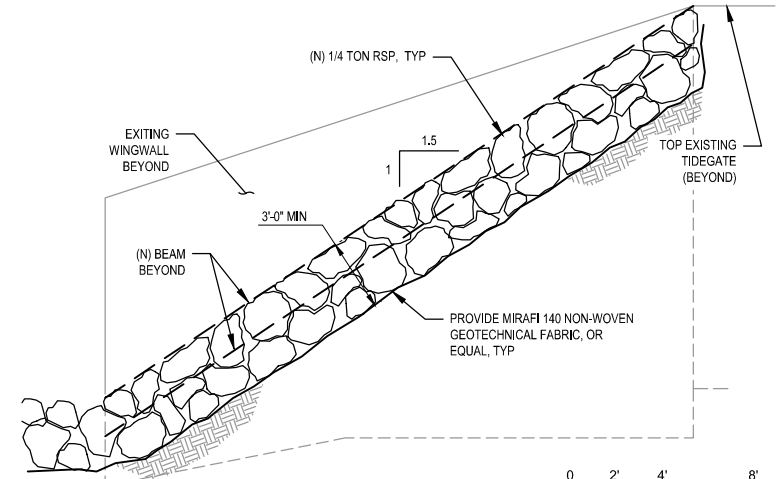 (N) 1/4 TON RSP, TYP
EXITING
WINGWALL
BEYOND
1.5
1
TOP EXISTING
TIDEGATE
(BEYOND)
3'-0" MIN
(N) BEAM
BEYOND
PROVIDE MIRAFI 140 NON-WOVEN
GEOTECHNICAL FABRIC, OR
EQUAL, TYP
0 2' 4' 8'